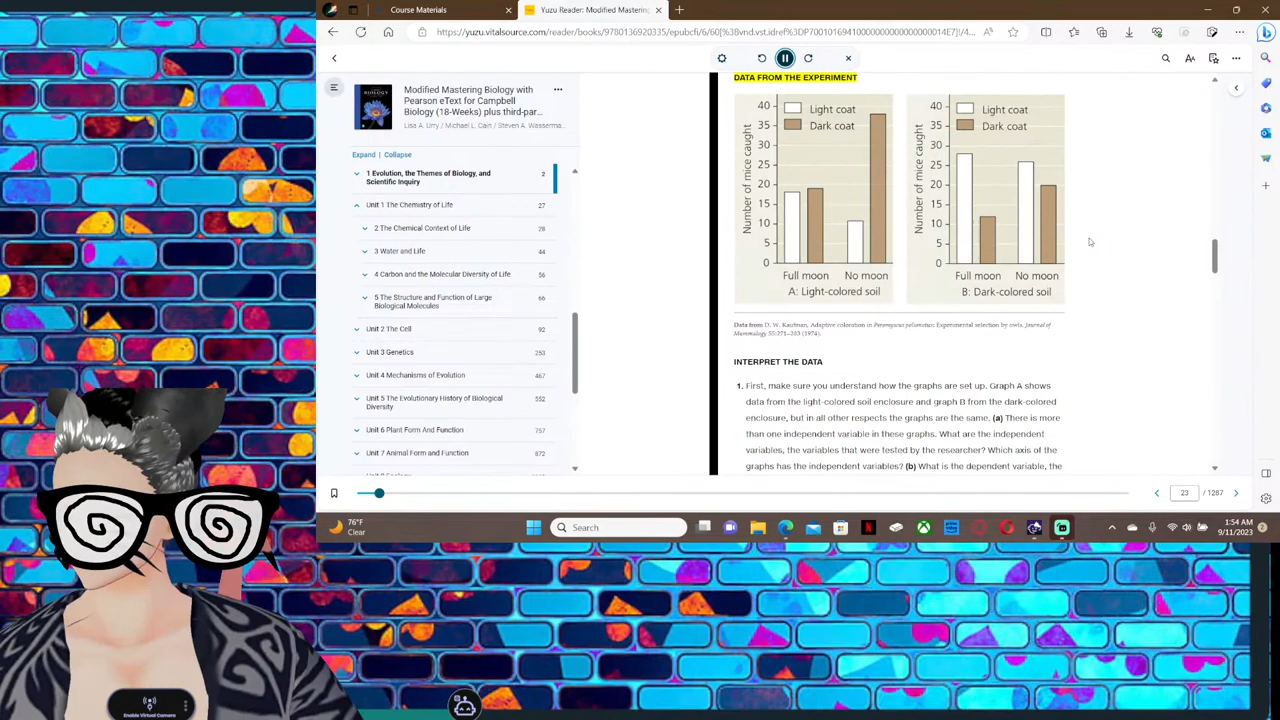 Course Materials
Yuzu Reader: Modified Mastering
https://yuzu.vitalsource.com/reader/books/9780136920335/epubcfi/6/60[%3Bvnd.vst.idref%3DP70010169410000000000000000014E7]!/4...
Modified Mastering Biology with
Pearson eText for Campbell
Biology (18-Weeks) plus third-par...
Lisa A. Urry / Michael L. Cain / Steven A. Wasserma...
Expand | Collapse
1 Evolution, the Themes of Biology, and
Scientific Inquiry
2
Unit 1 The Chemistry of Life
27
2 The Chemical Context of Life
28
3 Water and Life
44
4 Carbon and the Molecular Diversity of Life
56
5 The Structure and Function of Large
Biological Molecules
66
Unit 2 The Cell
92
Unit 3 Genetics
253
Unit 4 Mechanisms of Evolution
467
Unit 5 The Evolutionary History of Biological
Diversity
552
Unit 6 Plant Form And Function
757
Unit 7 Animal Form and Function
872
DATA FROM THE EXPERIMENT
Number of mice caught
40
35
30
25
20
15
10
5
0
Light coat
Dark coat
Full moon
No moon
A: Light-colored soil
Number of mice caught
40
35
30
25
20
15
10
5
0
Light coat
Dark coat
Full moon
No moon
B: Dark-colored soil
Data from D. W. Kaufman, Adaptive coloration in Peromyscus polionotus: Experimental selection by owls, Journal of
Mammalogy 55:271–283 (1974).
INTERPRET THE DATA
1. First, make sure you understand how the graphs are set up. Graph A shows
data from the light-colored soil enclosure and graph B from the dark-colored
enclosure, but in all other respects the graphs are the same. (a) There is more
than one independent variable in these graphs. What are the independent
variables, the variables that were tested by the researcher? Which axis of the
graphs has the independent variables? (b) What is the dependent variable, the
23 / 1287
76°F
Clear
Search
1:54 AM
9/11/2023
Enable Virtual Camera